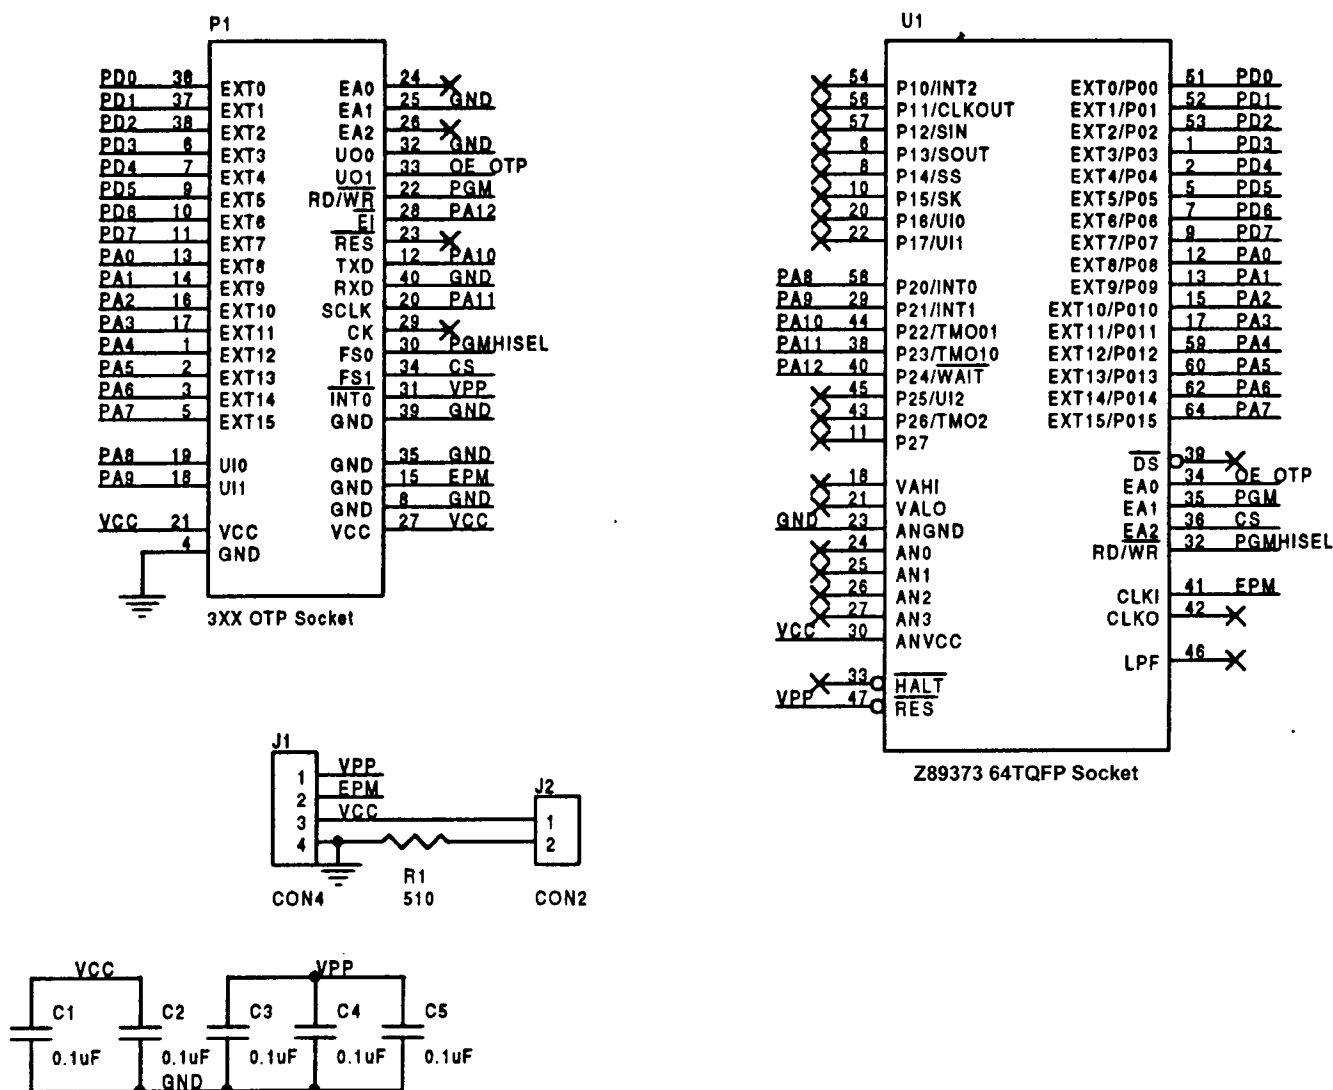 P1
PD0 36 EXT0 EA0 24
PD1 37 EXT1 EA1 25 GND
PD2 38 EXT2 EA2 26
PD3 6 EXT3 UO0 32 GND
PD4 7 EXT4 UO1 33 OE_OTP
PD5 9 EXT5 RD/WR 22 PGM
PD6 10 EXT6 EI 28 PA12
PD7 11 EXT7 RES 23
PA0 13 EXT8 TXD 12 PA10
PA1 14 EXT9 RXD 40 GND
PA2 16 EXT10 SCLK 20 PA11
PA3 17 EXT11 CK 29
PA4 1 EXT12 FS0 30 PGMHISEL
PA5 2 EXT13 FS1 34 CS
PA6 3 EXT14 INT0 31 VPP
PA7 5 EXT15 GND 39 GND
PA8 19 UI0 GND 35 GND
PA9 18 UI1 GND 15 EPM
GND 8 GND
VCC 21 VCC VCC 27 VCC
4 GND
3XX OTP Socket
U1
54 P10/INT2 EXT0/P00 51 PD0
56 P11/CLKOUT EXT1/P01 52 PD1
57 P12/SIN EXT2/P02 53 PD2
6 P13/SOUT EXT3/P03 1 PD3
8 P14/SS EXT4/P04 2 PD4
10 P15/SK EXT5/P05 5 PD5
20 P16/UI0 EXT6/P06 7 PD6
22 P17/UI1 EXT7/P07 9 PD7
EXT8/P08 12 PA0
PA8 58 P20/INT0 EXT9/P09 13 PA1
PA9 29 P21/INT1 EXT10/P010 15 PA2
PA10 44 P22/TMO01 EXT11/P011 17 PA3
PA11 38 P23/TMO10 EXT12/P012 59 PA4
PA12 40 P24/WAIT EXT13/P013 60 PA5
45 P25/UI2 EXT14/P014 62 PA6
43 P26/TMO2 EXT15/P015 64 PA7
11 P27
DS 39
18 VAHI EA0 34 OE_OTP
21 VALO EA1 35 PGM
GND 23 ANGND EA2 36 CS
24 AN0 RD/WR 32 PGMHISEL
25 AN1
26 AN2 CLKI 41 EPM
27 AN3 CLKO 42
VCC 30 ANVCC
LPF 46
33 HALT
VPP 47 RES
Z89373 64TQFP Socket
J1
1 VPP
2 EPM
3 VCC
4
J2
1
2
R1
510
CON4
CON2
VCC
VPP
C1 C2 C3 C4 C5
0.1uF 0.1uF 0.1uF 0.1uF 0.1uF
GND